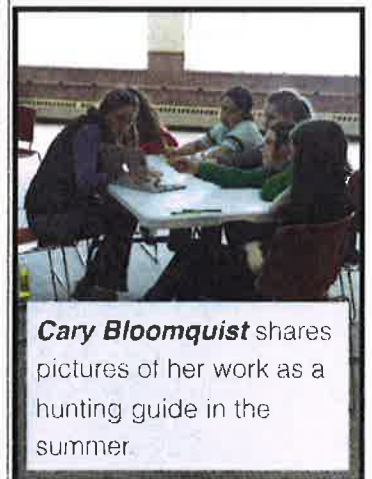 Cary Bloomquist shares
pictures of her work as a
hunting guide in the
summer.